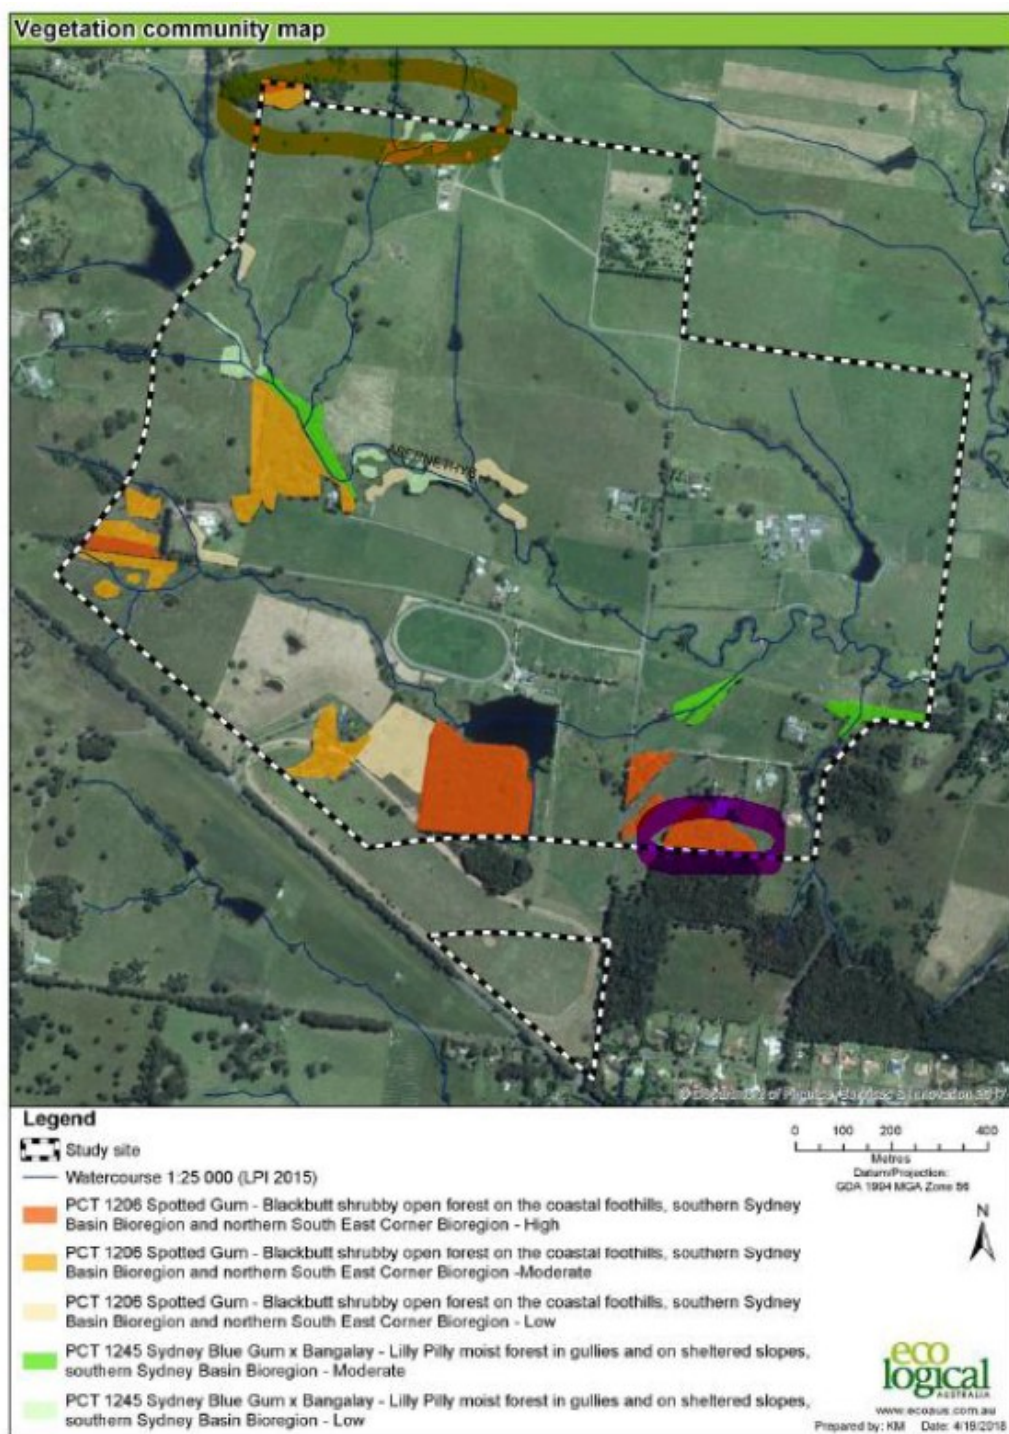 Vegetation community map
© Department of Finance, Services & Innovation 2017
Legend
Study site
Watercourse 1:25 000 (LPI 2015)
PCT 1206 Spotted Gum - Blackbutt shrubby open forest on the coastal foothills, southern Sydney
Basin Bioregion and northern South East Corner Bioregion - High
PCT 1206 Spotted Gum - Blackbutt shrubby open forest on the coastal foothills, southern Sydney
Basin Bioregion and northern South East Corner Bioregion -Moderate
PCT 1206 Spotted Gum - Blackbutt shrubby open forest on the coastal foothills, southern Sydney
Basin Bioregion and northern South East Corner Bioregion - Low
PCT 1245 Sydney Blue Gum x Bangalay - Lilly Pilly moist forest in gullies and on sheltered slopes,
southern Sydney Basin Bioregion - Moderate
PCT 1245 Sydney Blue Gum x Bangalay - Lilly Pilly moist forest in gullies and on sheltered slopes,
southern Sydney Basin Bioregion - Low
0 100 200 400
Metres
Datum/Projection:
GDA 1994 MGA Zone 56
N
eco
logical
AUSTRALIA
www.ecoaus.com.au
Prepared by: KM Date: 4/19/2018